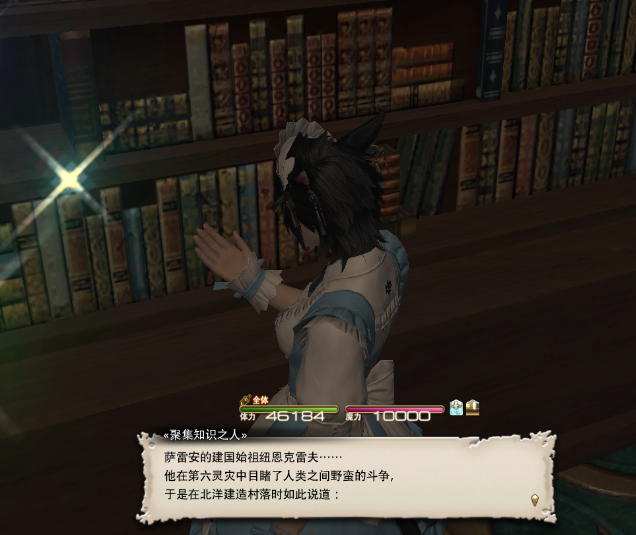 全体
体力 46184 魔力 10000
«聚集知识之人»
萨雷安的建国始祖纽恩克雷夫……
他在第六灵灾中目睹了人类之间野蛮的斗争，
于是在北洋建造村落时如此说道：